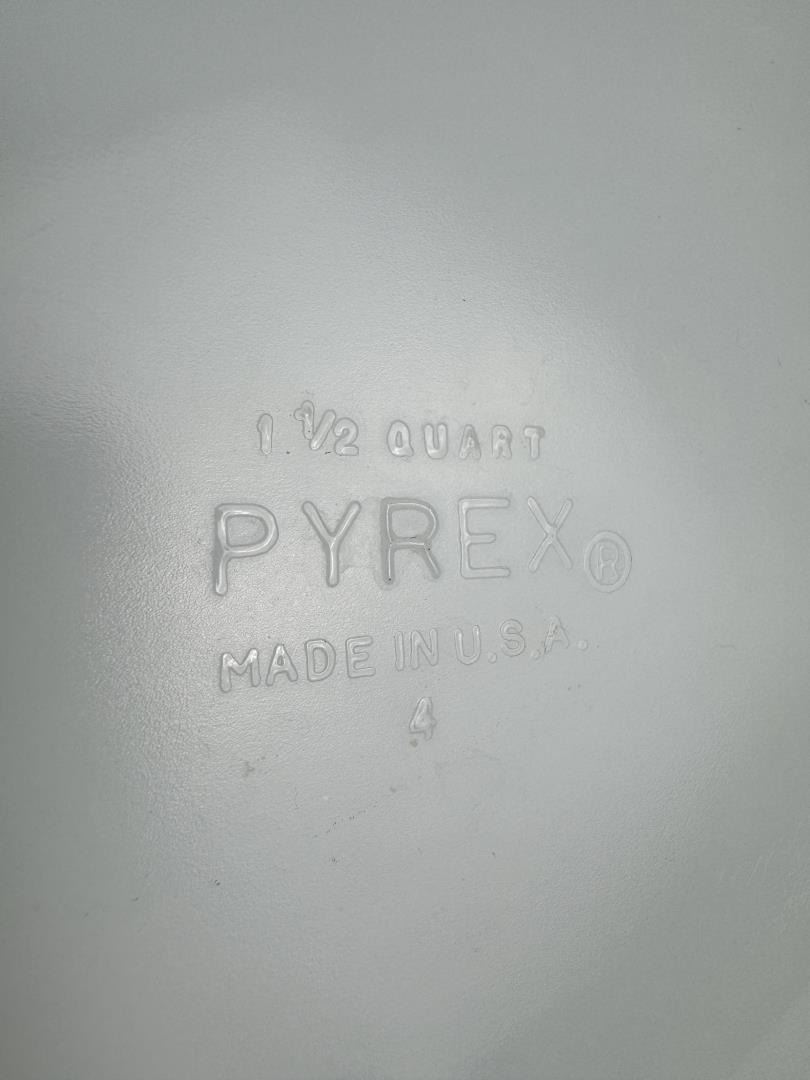 1 1/2 QUART
PYREX®
MADE IN U.S.A.
4